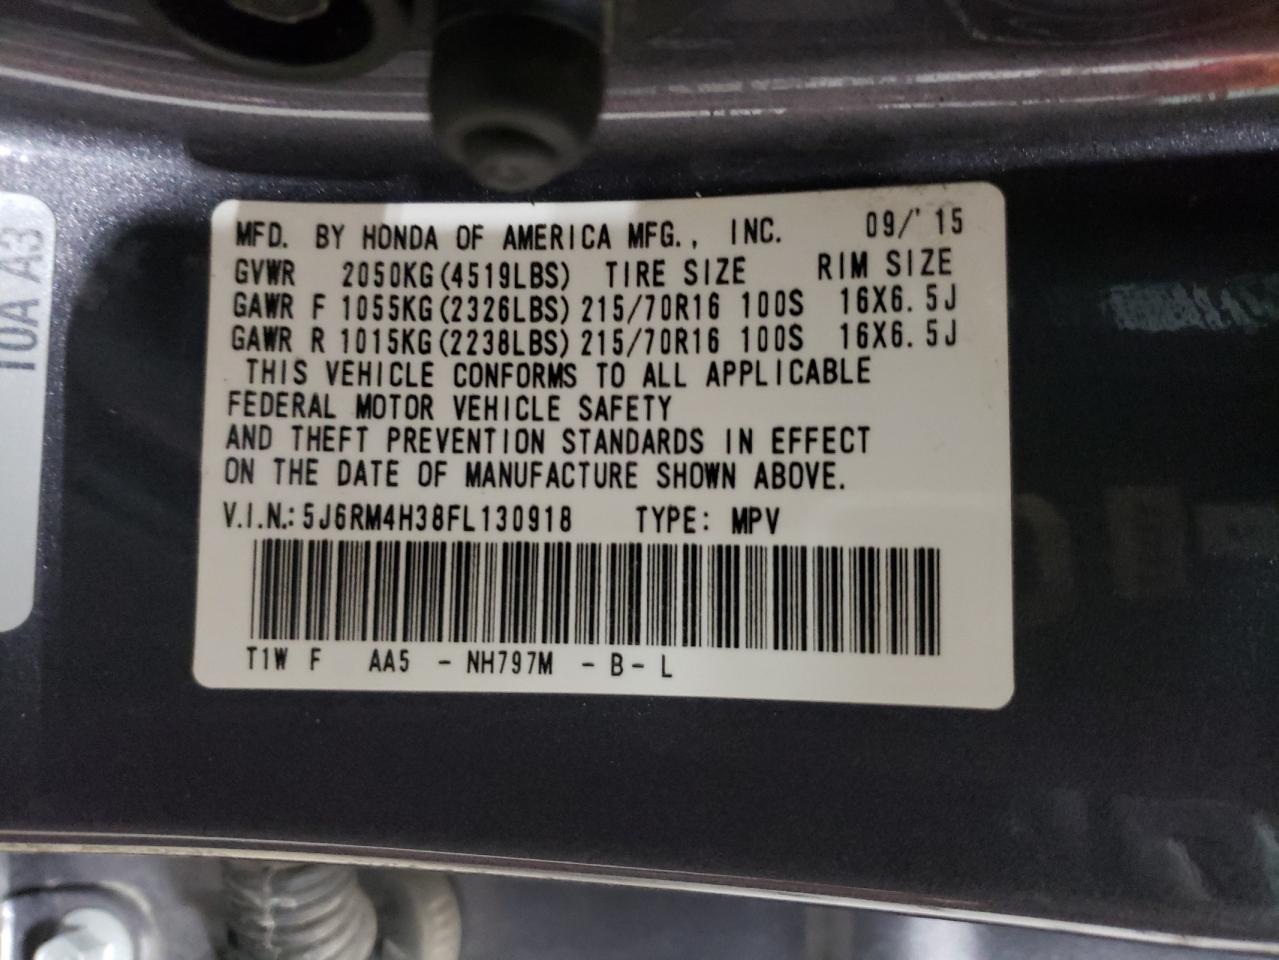 MFD. BY HONDA OF AMERICA MFG., INC. 09/'15
GVWR 2050KG(4519LBS) TIRE SIZE RIM SIZE
GAWR F 1055KG(2326LBS) 215/70R16 100S 16X6.5J
GAWR R 1015KG(2238LBS) 215/70R16 100S 16X6.5J
THIS VEHICLE CONFORMS TO ALL APPLICABLE
FEDERAL MOTOR VEHICLE SAFETY
AND THEFT PREVENTION STANDARDS IN EFFECT
ON THE DATE OF MANUFACTURE SHOWN ABOVE.
V.I.N.: 5J6RM4H38FL130918 TYPE: MPV
T1W F AA5 - NH797M - B - L
10A A3